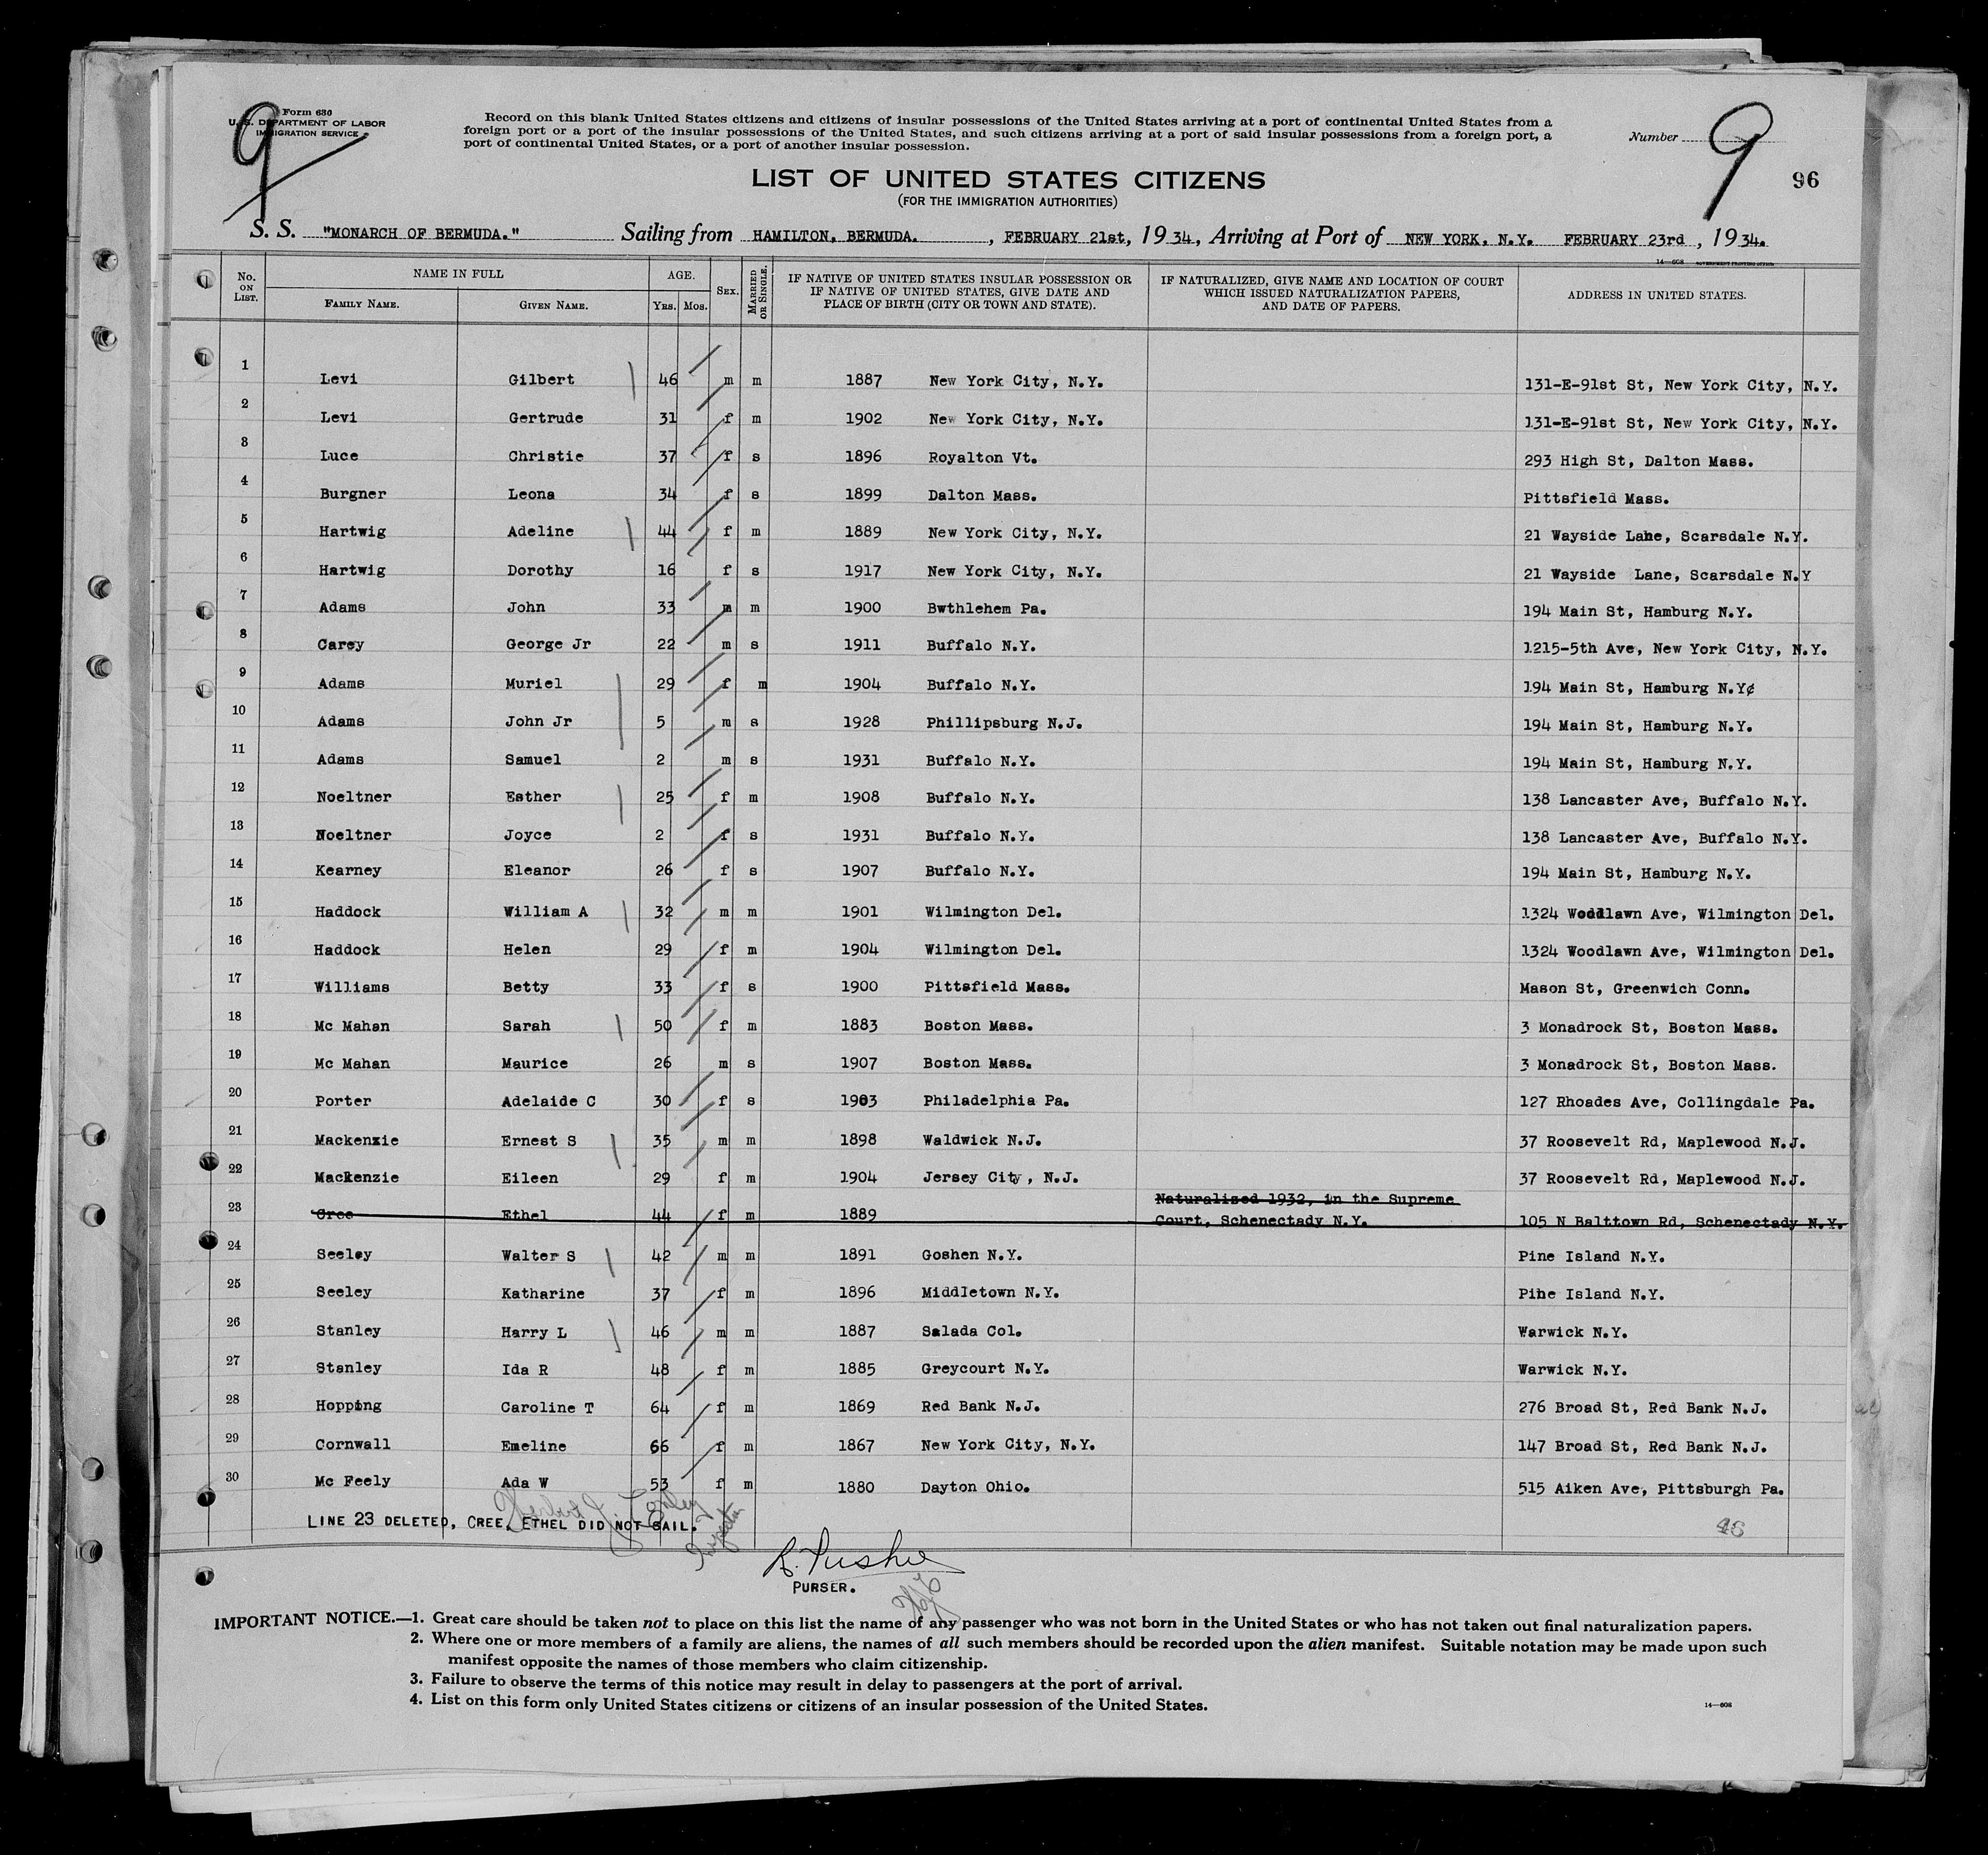 Form 630
U. S. DEPARTMENT OF LABOR
IMMIGRATION SERVICE
9
Record on this blank United States citizens and citizens of insular possessions of the United States arriving at a port of continental United States from a
foreign port or a port of the insular possessions of the United States, and such citizens arriving at a port of said insular possessions from a foreign port, a
port of continental United States, or a port of another insular possession.
Number 9
96
LIST OF UNITED STATES CITIZENS
(FOR THE IMMIGRATION AUTHORITIES)
S. S. "MONARCH OF BERMUDA." Sailing from HAMILTON, BERMUDA. , FEBRUARY 21st, 1934, Arriving at Port of NEW YORK, N.Y. FEBRUARY 23rd, 1934.
14—608 GOVERNMENT PRINTING OFFICE
No. ON LIST. NAME IN FULL FAMILY NAME. GIVEN NAME. AGE. YRS. MOS. SEX. MARRIED OR SINGLE. IF NATIVE OF UNITED STATES INSULAR POSSESSION OR IF NATIVE OF UNITED STATES, GIVE DATE AND PLACE OF BIRTH (CITY OR TOWN AND STATE). IF NATURALIZED, GIVE NAME AND LOCATION OF COURT WHICH ISSUED NATURALIZATION PAPERS, AND DATE OF PAPERS. ADDRESS IN UNITED STATES.
1 Levi Gilbert 46 m m 1887 New York City, N.Y. 131-E-91st St, New York City, N.Y.
2 Levi Gertrude 31 f m 1902 New York City, N.Y. 131-E-91st St, New York City, N.Y.
3 Luce Christie 37 f s 1896 Royalton Vt. 293 High St, Dalton Mass.
4 Burgner Leona 34 f s 1899 Dalton Mass. Pittsfield Mass.
5 Hartwig Adeline 44 f m 1889 New York City, N.Y. 21 Wayside Lane, Scarsdale N.Y.
6 Hartwig Dorothy 16 f s 1917 New York City, N.Y. 21 Wayside Lane, Scarsdale N.Y
7 Adams John 33 m m 1900 Bwthlehem Pa. 194 Main St, Hamburg N.Y.
8 Carey George Jr 22 m s 1911 Buffalo N.Y. 1215-5th Ave, New York City, N.Y.
9 Adams Muriel 29 f m 1904 Buffalo N.Y. 194 Main St, Hamburg N.Y¢
10 Adams John Jr 5 m s 1928 Phillipsburg N.J. 194 Main St, Hamburg N.Y.
11 Adams Samuel 2 m s 1931 Buffalo N.Y. 194 Main St, Hamburg N.Y.
12 Noeltner Esther 25 f m 1908 Buffalo N.Y. 138 Lancaster Ave, Buffalo N.Y.
13 Noeltner Joyce 2 f s 1931 Buffalo N.Y. 138 Lancaster Ave, Buffalo N.Y.
14 Kearney Eleanor 26 f s 1907 Buffalo N.Y. 194 Main St, Hamburg N.Y.
15 Haddock William A 32 m m 1901 Wilmington Del. 1324 Woodlawn Ave, Wilmington Del.
16 Haddock Helen 29 f m 1904 Wilmington Del. 1324 Woodlawn Ave, Wilmington Del.
17 Williams Betty 33 f s 1900 Pittsfield Mass. Mason St, Greenwich Conn.
18 Mc Mahan Sarah 50 f m 1883 Boston Mass. 3 Monadrock St, Boston Mass.
19 Mc Mahan Maurice 26 m s 1907 Boston Mass. 3 Monadrock St, Boston Mass.
20 Porter Adelaide C 30 f s 1903 Philadelphia Pa. 127 Rhoades Ave, Collingdale Pa.
21 Mackenzie Ernest S 35 m m 1898 Waldwick N.J. 37 Roosevelt Rd, Maplewood N.J.
22 Mackenzie Eileen 29 f m 1904 Jersey City, N.J. 37 Roosevelt Rd, Maplewood N.J.
23 Cree Ethel 44 f m 1889 Naturalized 1932, in the Supreme Court, Schenectady N.Y. 105 N Balttown Rd, Schenectady N.Y.
24 Seeley Walter S 42 m m 1891 Goshen N.Y. Pine Island N.Y.
25 Seeley Katharine 37 f m 1896 Middletown N.Y. Pine Island N.Y.
26 Stanley Harry L 46 m m 1887 Salada Col. Warwick N.Y.
27 Stanley Ida R 48 f m 1885 Greycourt N.Y. Warwick N.Y.
28 Hopping Caroline T 64 f m 1869 Red Bank N.J. 276 Broad St, Red Bank N.J.
29 Cornwall Emeline 66 f m 1867 New York City, N.Y. 147 Broad St, Red Bank N.J.
30 Mc Feely Ada W 53 f m 1880 Dayton Ohio. 515 Aiken Ave, Pittsburgh Pa.
LINE 23 DELETED, CREE, ETHEL DID NOT SAIL.
Inspector
PURSER.
IMPORTANT NOTICE.—1. Great care should be taken not to place on this list the name of any passenger who was not born in the United States or who has not taken out final naturalization papers.
2. Where one or more members of a family are aliens, the names of all such members should be recorded upon the alien manifest. Suitable notation may be made upon such
manifest opposite the names of those members who claim citizenship.
3. Failure to observe the terms of this notice may result in delay to passengers at the port of arrival.
4. List on this form only United States citizens or citizens of an insular possession of the United States.
14—608